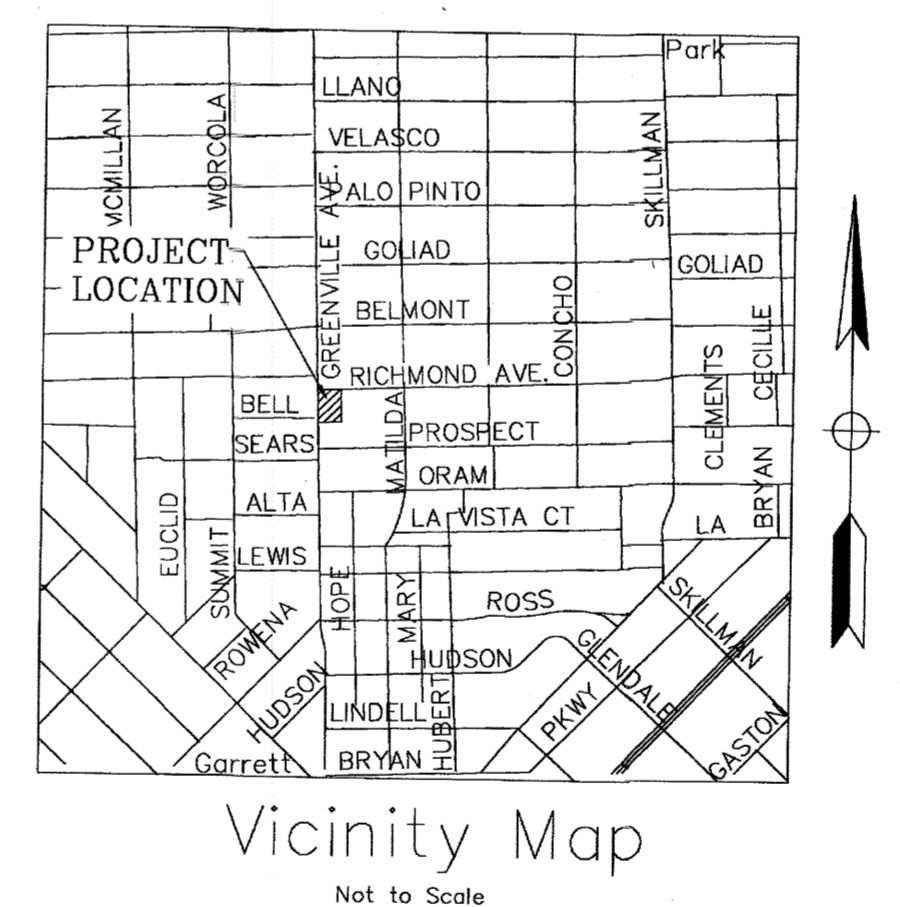 Park
LLANO
MCMILLAN
WORCOLA
VELASCO
SKILLMAN
GREENVILLE AVE.
PALO PINTO
PROJECT
LOCATION
GOLIAD
GOLIAD
BELMONT
CONCHO
CECILLE
RICHMOND AVE.
CLEMENTS
BELL
MATILDA
PROSPECT
SEARS
ORAM
BRYAN
EUCLID
ALTA
LA VISTA CT
LA
SUMMIT
LEWIS
HOPE
MARY
ROSS
SKILLMAN
ROWENA
HUDSON
GLENDALE
HUDSON
HUBERT
LINDELL
PKWY
GASTON
Garrett
BRYAN
Vicinity Map
Not to Scale